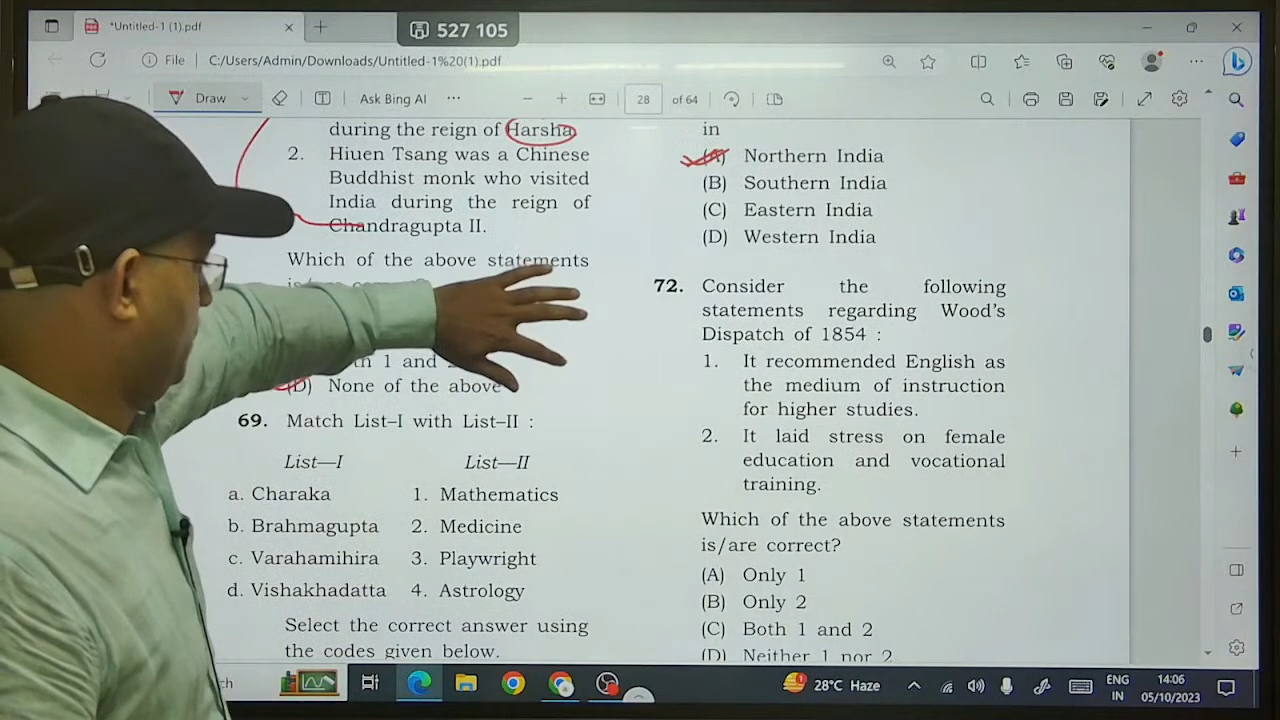 *Untitled-1 (1).pdf
527 105
File
C:/Users/Admin/Downloads/Untitled-1%20(1).pdf
Draw
Ask Bing AI
28
of 64
during the reign of Harsha
2. Hiuen Tsang was a Chinese
Buddhist monk who visited
India during the reign of
Chandragupta II.
Which of the above statements
1 and
(D) None of the above
69. Match List–I with List–II :
List—I List—II
a. Charaka 1. Mathematics
b. Brahmagupta 2. Medicine
c. Varahamihira 3. Playwright
d. Vishakhadatta 4. Astrology
Select the correct answer using
the codes given below.
in
(A) Northern India
(B) Southern India
(C) Eastern India
(D) Western India
72. Consider the following
statements regarding Wood's
Dispatch of 1854 :
1. It recommended English as
the medium of instruction
for higher studies.
2. It laid stress on female
education and vocational
training.
Which of the above statements
is/are correct?
(A) Only 1
(B) Only 2
(C) Both 1 and 2
(D) Neither 1 nor 2
28°C Haze
ENG
IN
14:06
05/10/2023